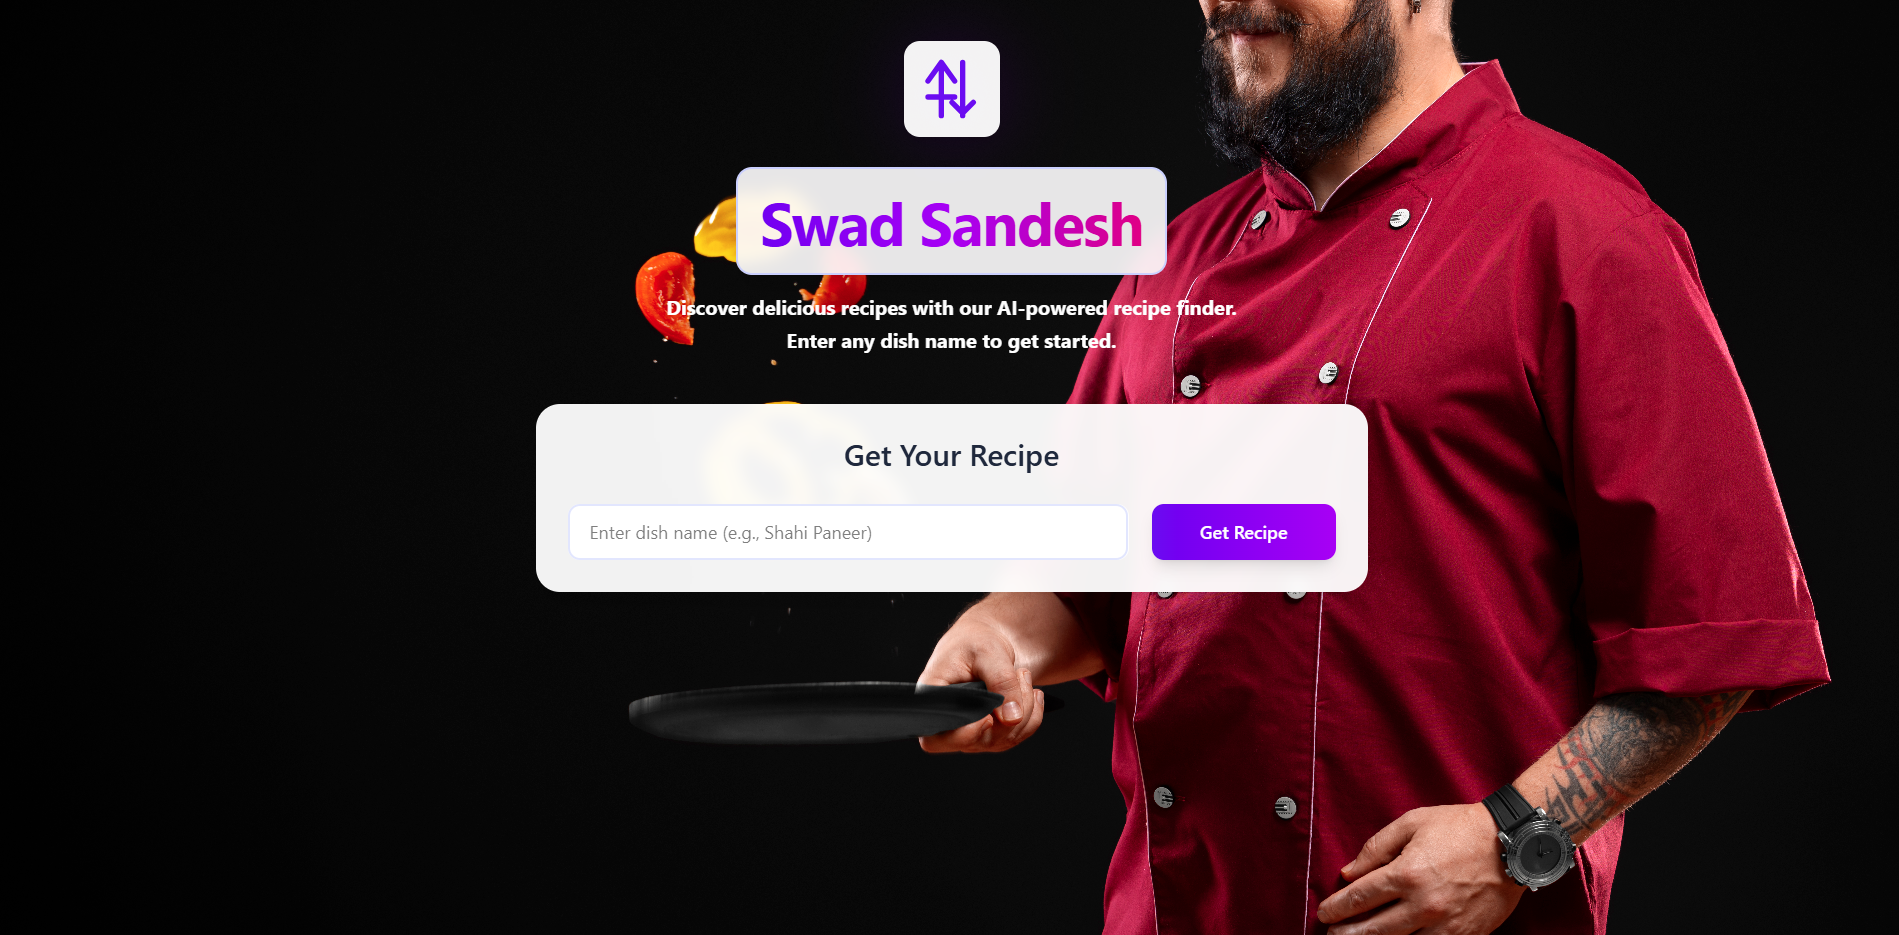 Swad Sandesh
Discover delicious recipes with our AI-powered recipe finder.
Enter any dish name to get started.
Get Your Recipe
Enter dish name (e.g., Shahi Paneer)
Get Recipe